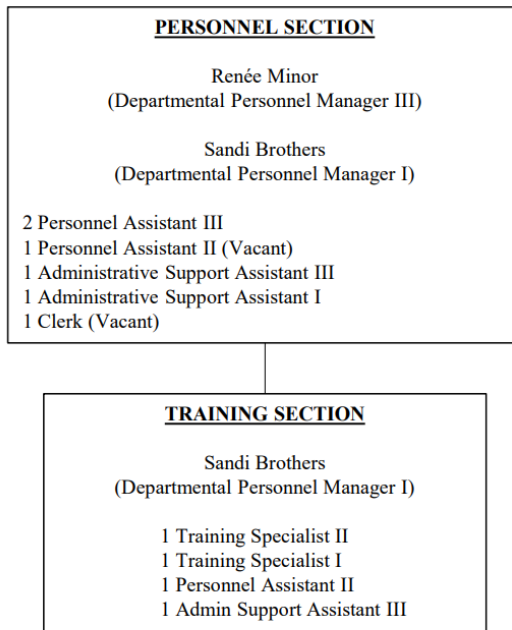 PERSONNEL SECTION
Renée Minor
(Departmental Personnel Manager III)
Sandi Brothers
(Departmental Personnel Manager I)
2 Personnel Assistant III
1 Personnel Assistant II (Vacant)
1 Administrative Support Assistant III
1 Administrative Support Assistant I
1 Clerk (Vacant)
TRAINING SECTION
Sandi Brothers
(Departmental Personnel Manager I)
1 Training Specialist II
1 Training Specialist I
1 Personnel Assistant II
1 Admin Support Assistant III